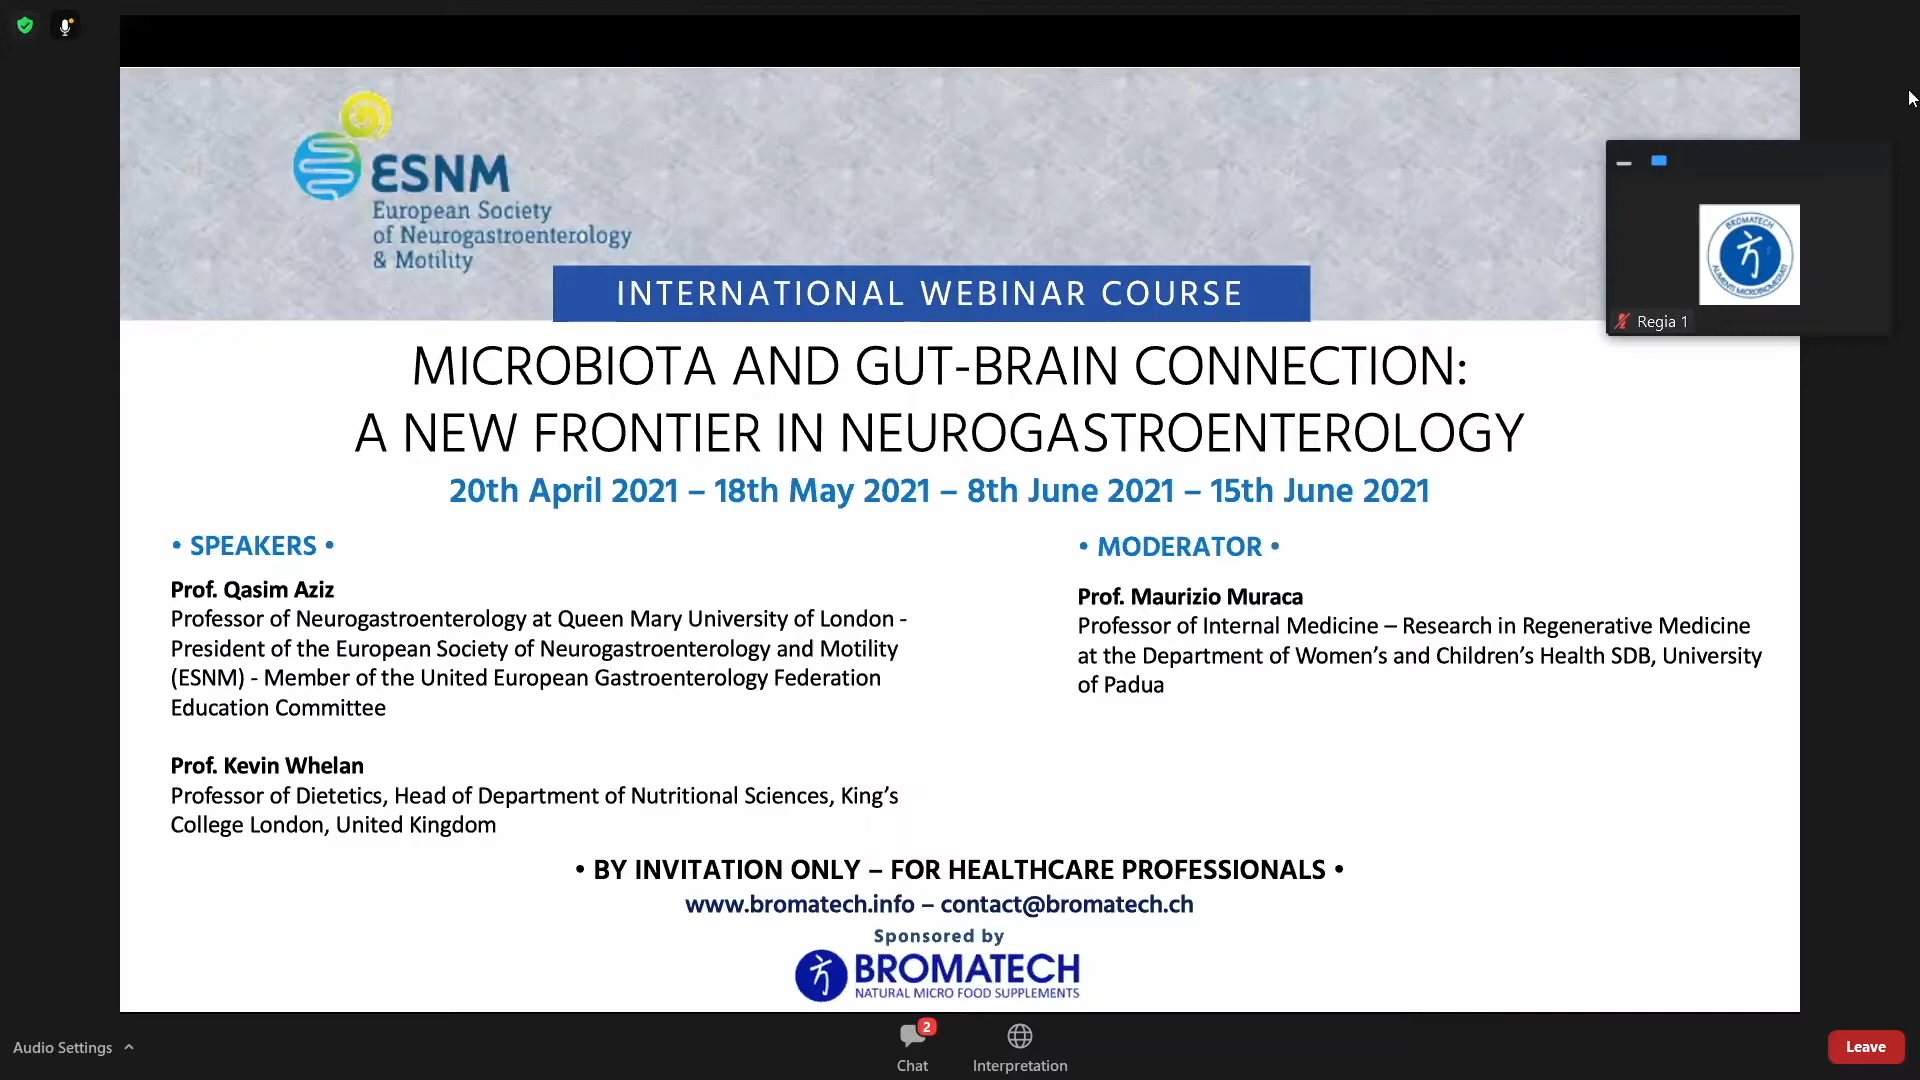 ESNM
European Society
of Neurogastroenterology
& Motility
INTERNATIONAL WEBINAR COURSE
BROMATECH
ALIMENTI MICROBIOMEDIATI
Regia 1
MICROBIOTA AND GUT-BRAIN CONNECTION:
A NEW FRONTIER IN NEUROGASTROENTEROLOGY
20th April 2021 – 18th May 2021 – 8th June 2021 – 15th June 2021
• SPEAKERS •
Prof. Qasim Aziz
Professor of Neurogastroenterology at Queen Mary University of London -
President of the European Society of Neurogastroenterology and Motility
(ESNM) - Member of the United European Gastroenterology Federation
Education Committee
Prof. Kevin Whelan
Professor of Dietetics, Head of Department of Nutritional Sciences, King’s
College London, United Kingdom
• MODERATOR •
Prof. Maurizio Muraca
Professor of Internal Medicine – Research in Regenerative Medicine
at the Department of Women’s and Children’s Health SDB, University
of Padua
• BY INVITATION ONLY – FOR HEALTHCARE PROFESSIONALS •
www.bromatech.info – contact@bromatech.ch
Sponsored by
BROMATECH
NATURAL MICRO FOOD SUPPLEMENTS
Audio Settings
2
Chat
Interpretation
Leave